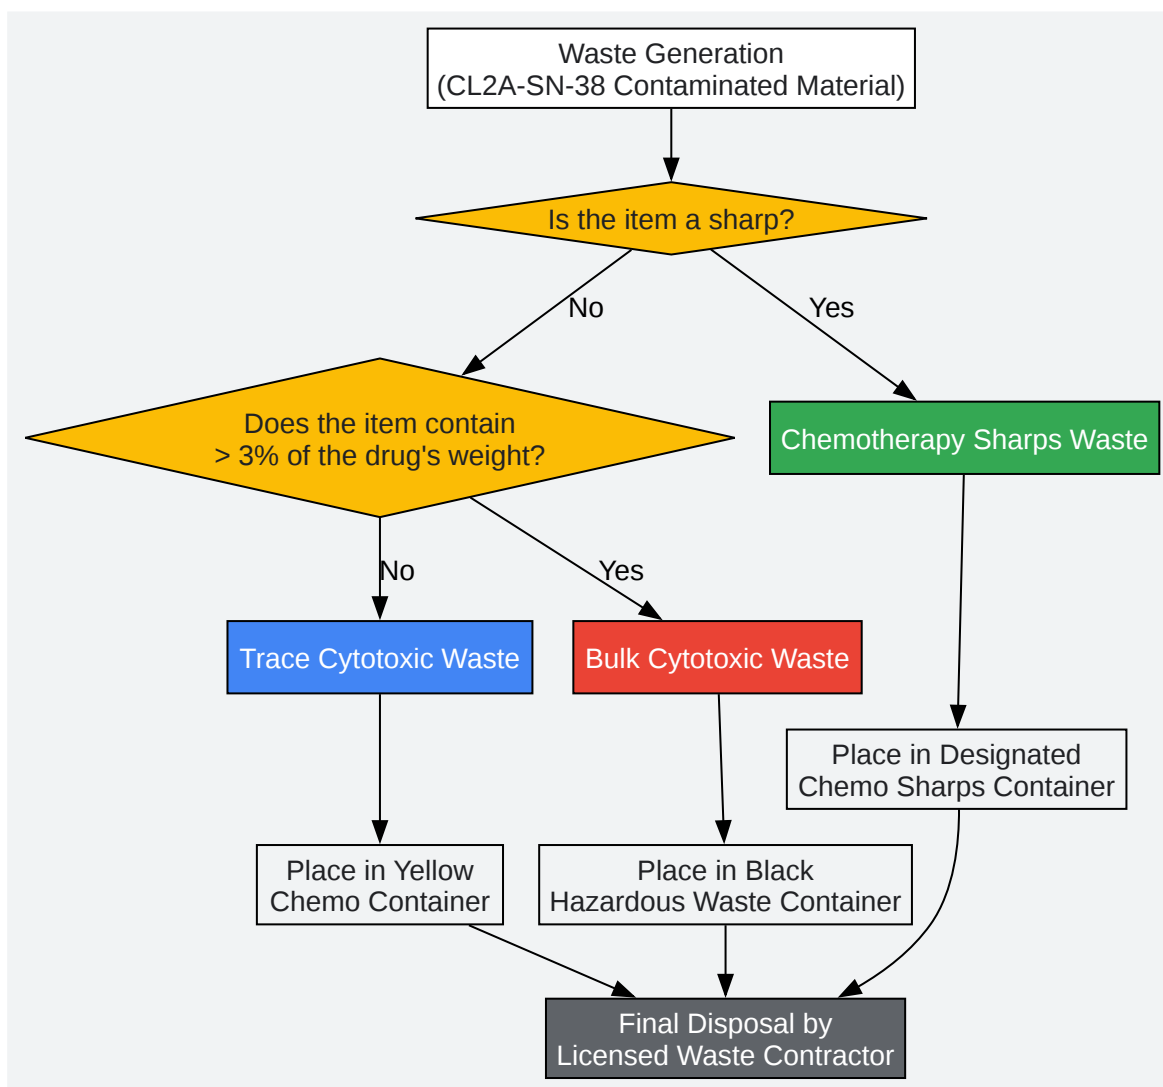 Waste Generation
(CL2A-SN-38 Contaminated Material)
Is the item a sharp?
No
Yes
Does the item contain
> 3% of the drug's weight?
Chemotherapy Sharps Waste
No
Yes
Trace Cytotoxic Waste
Bulk Cytotoxic Waste
Place in Designated
Chemo Sharps Container
Place in Yellow
Chemo Container
Place in Black
Hazardous Waste Container
Final Disposal by
Licensed Waste Contractor